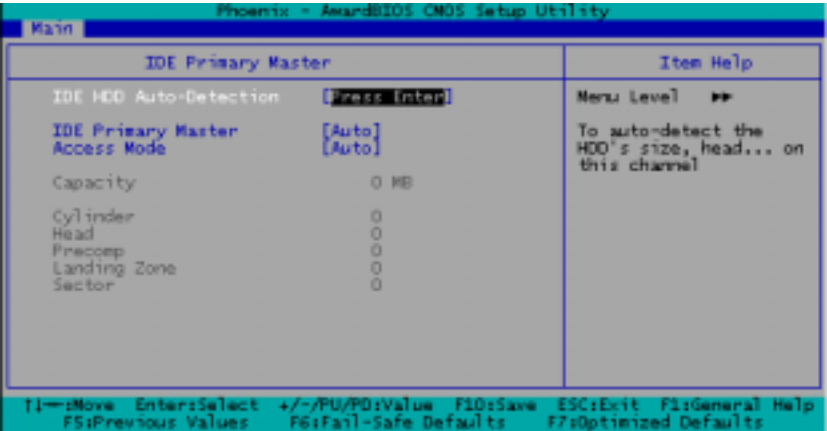 Phoenix - AwardBIOS CMOS Setup Utility
Main
IDE Primary Master
Item Help
IDE HDD Auto-Detection [Press Enter]
Menu Level ▶▶
IDE Primary Master [Auto]
To auto-detect the
Access Mode [Auto]
HDD's size, head... on
this channel
Capacity 0 MB
Cylinder 0
Head 0
Precomp 0
Landing Zone 0
Sector 0
↑↓→←:Move Enter:Select +/-/PU/PD:Value F10:Save ESC:Exit F1:General Help
F5:Previous Values F6:Fail-Safe Defaults F7:Optimized Defaults